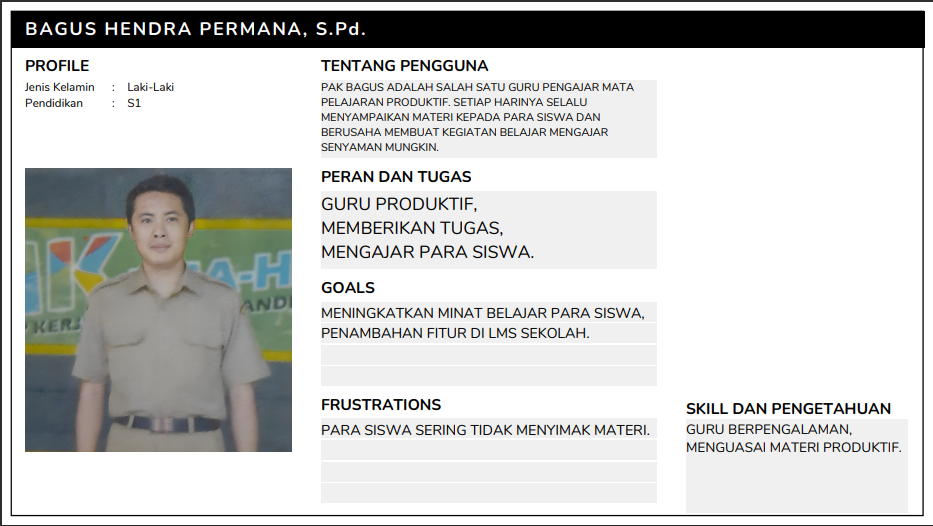 BAGUS HENDRA PERMANA, S.Pd.
PROFILE
Jenis Kelamin : Laki-Laki
Pendidikan : S1
TENTANG PENGGUNA
PAK BAGUS ADALAH SALAH SATU GURU PENGAJAR MATA
PELAJARAN PRODUKTIF. SETIAP HARINYA SELALU
MENYAMPAIKAN MATERI KEPADA PARA SISWA DAN
BERUSAHA MEMBUAT KEGIATAN BELAJAR MENGAJAR
SENYAMAN MUNGKIN.
PERAN DAN TUGAS
GURU PRODUKTIF,
MEMBERIKAN TUGAS,
MENGAJAR PARA SISWA.
GOALS
MENINGKATKAN MINAT BELAJAR PARA SISWA,
PENAMBAHAN FITUR DI LMS SEKOLAH.
FRUSTRATIONS
PARA SISWA SERING TIDAK MENYIMAK MATERI.
SKILL DAN PENGETAHUAN
GURU BERPENGALAMAN,
MENGUASAI MATERI PRODUKTIF.